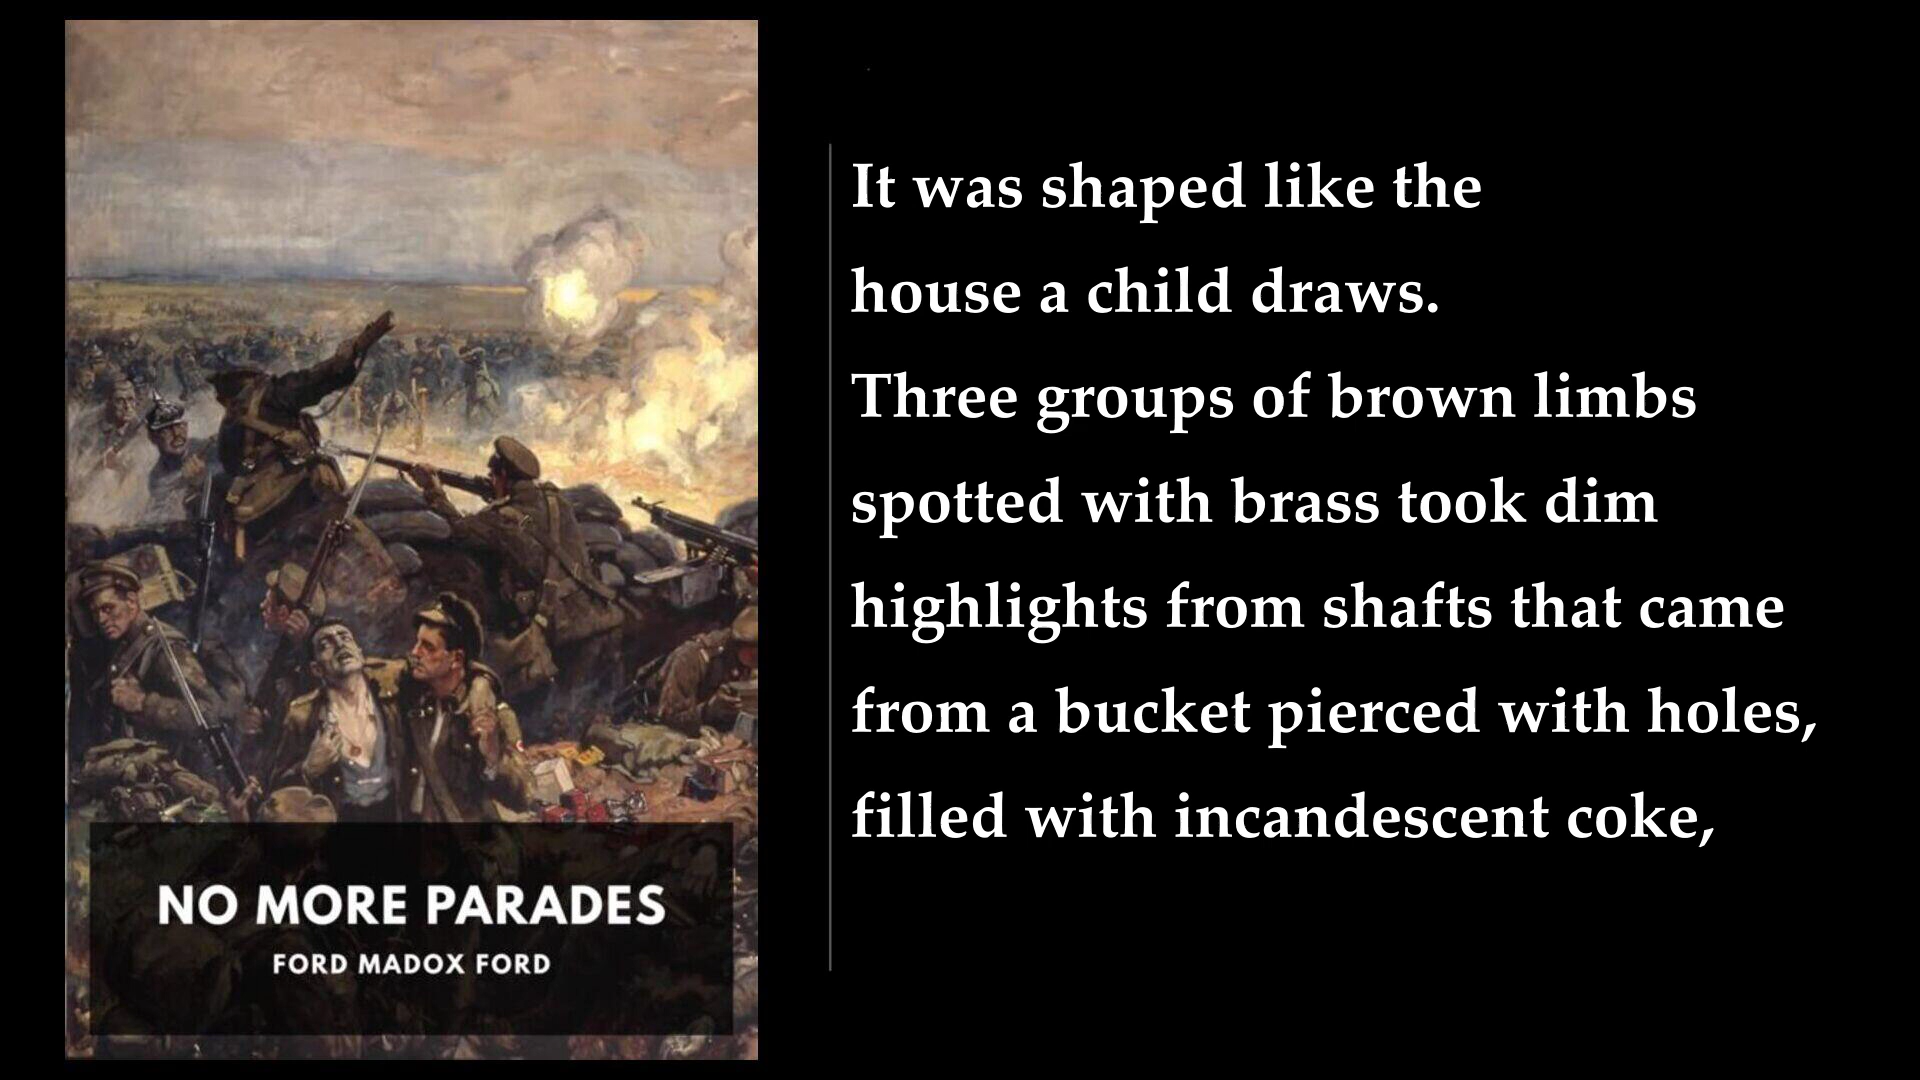 It was shaped like the
house a child draws.
Three groups of brown limbs
spotted with brass took dim
highlights from shafts that came
from a bucket pierced with holes,
filled with incandescent coke,
NO MORE PARADES
FORD MADOX FORD